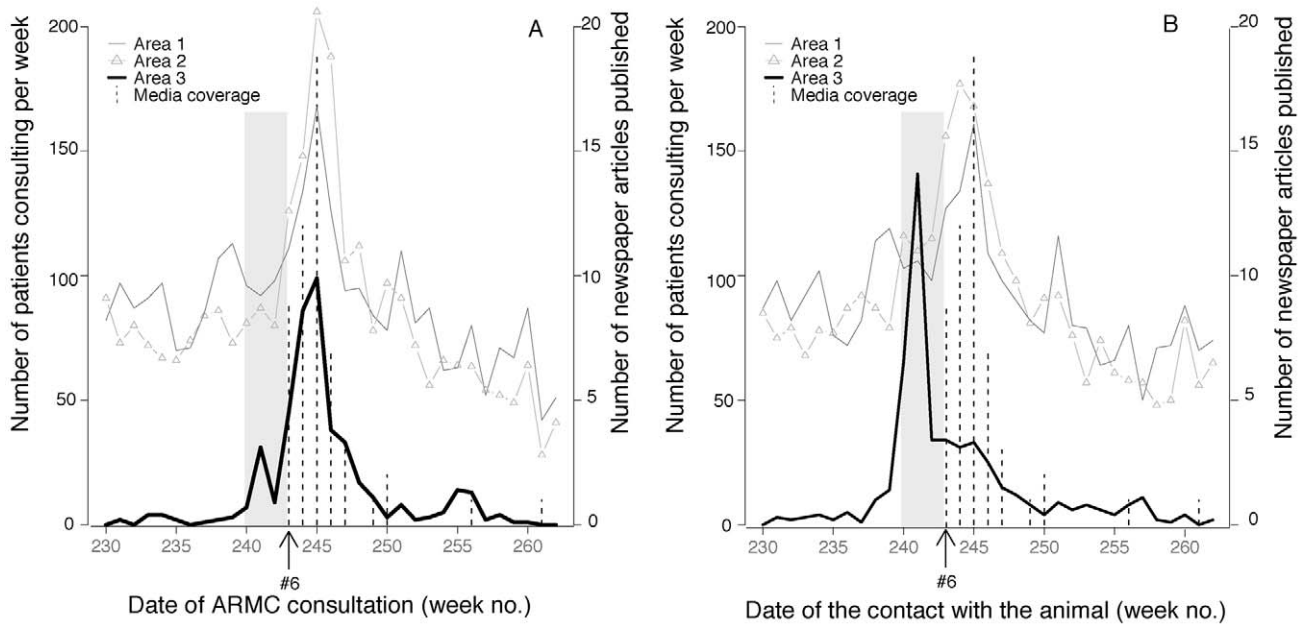 A
Number of patients consulting per week
200
150
100
50
0
Area 1
Area 2
Area 3
Media coverage
20
15
10
5
0
Number of newspaper articles published
230 235 240 245 250 255 260
#6
Date of ARMC consultation (week no.)
B
Number of patients consulting per week
200
150
100
50
0
Area 1
Area 2
Area 3
Media coverage
20
15
10
5
0
Number of newspaper articles published
230 235 240 245 250 255 260
#6
Date of the contact with the animal (week no.)